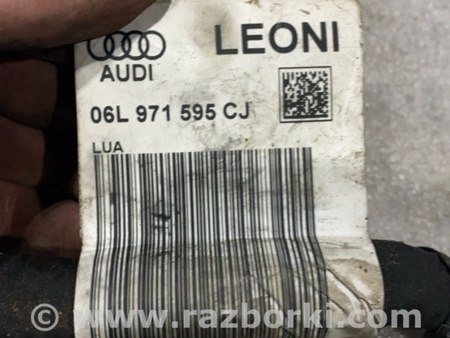 LEONI
AUDI
06L 971 595 CJ
LUA
© www.razborki.com